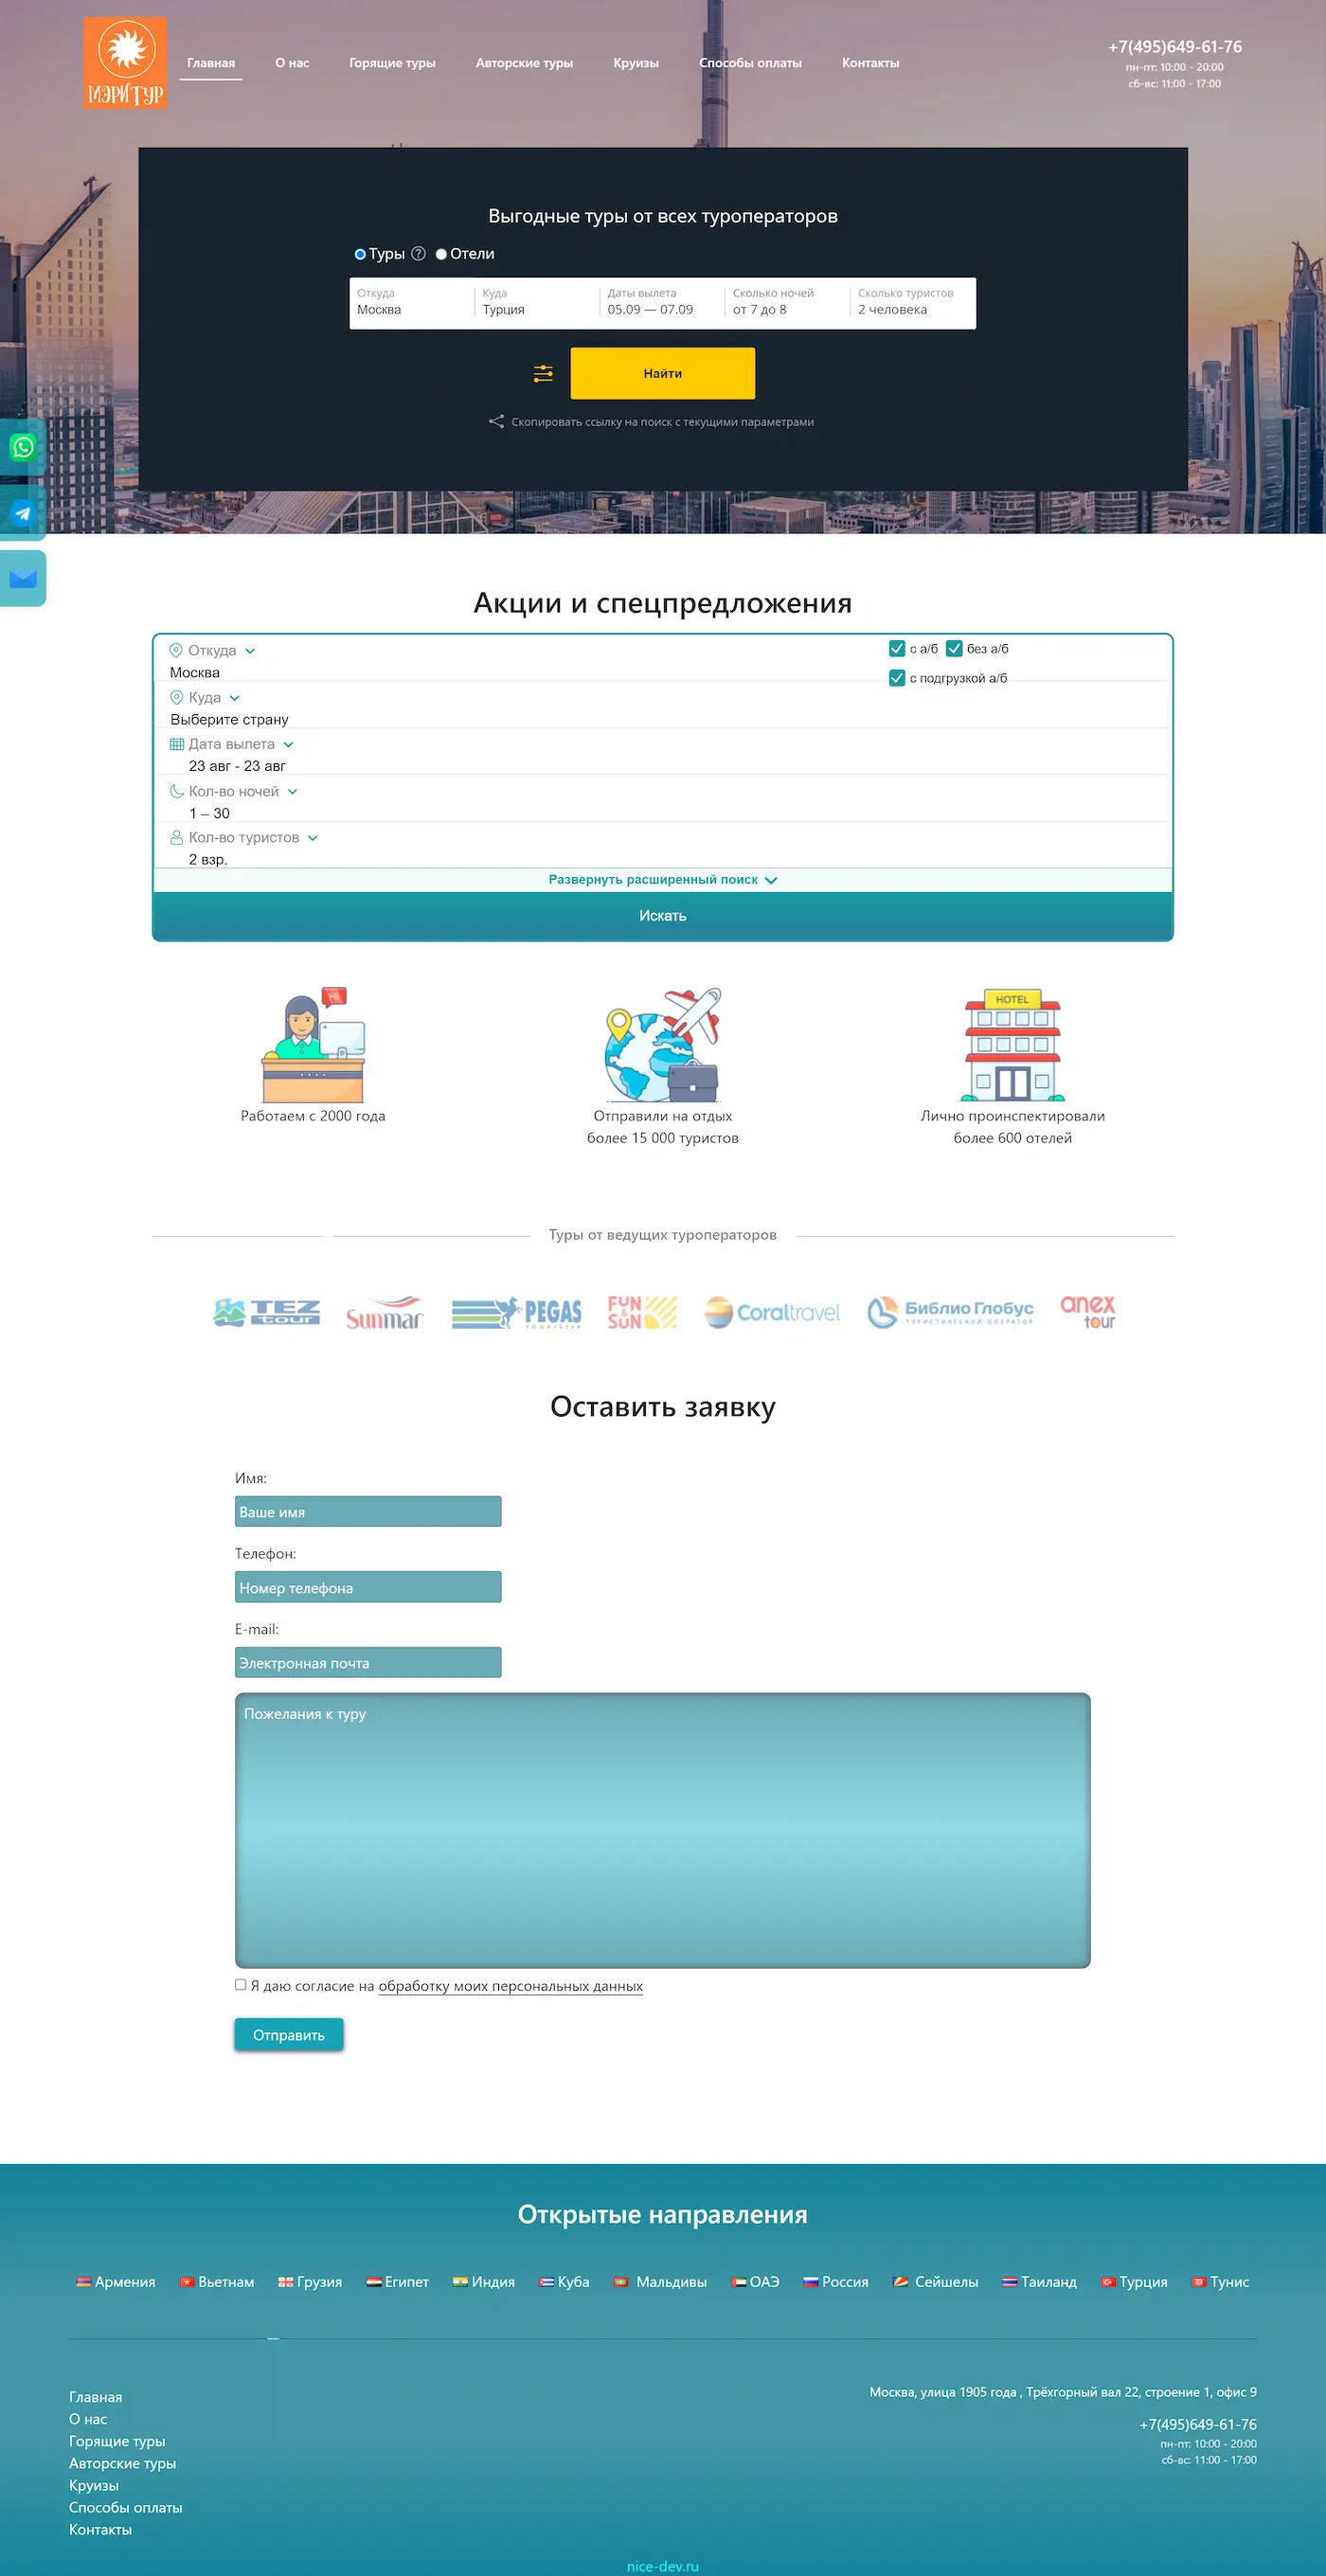 МЭРИ ТУР
Главная
О нас
Горящие туры
Авторские туры
Круизы
Способы оплаты
Контакты
+7(495)649-61-76
пн-пт: 10:00 - 20:00
сб-вс: 11:00 - 17:00
Выгодные туры от всех туроператоров
Туры ? Отели
Откуда
Москва
Куда
Турция
Даты вылета
05.09 — 07.09
Сколько ночей
от 7 до 8
Сколько туристов
2 человека
Найти
Скопировать ссылку на поиск с текущими параметрами
Акции и спецпредложения
Откуда
Москва
с а/б без а/б
с подгрузкой а/б
Куда
Выберите страну
Дата вылета
23 авг - 23 авг
Кол-во ночей
1 – 30
Кол-во туристов
2 взр.
Развернуть расширенный поиск
Искать
HI
Работаем с 2000 года
Отправили на отдых
более 15 000 туристов
HOTEL
Лично проинспектировали
более 600 отелей
Туры от ведущих туроператоров
TEZ
tour
Sunmar
PEGAS
TOURISTIK
FUN
&SUN
Coraltravel
Библио Глобус
ТУРИСТИЧЕСКИЙ ОПЕРАТОР
anex
tour
Оставить заявку
Имя:
Ваше имя
Телефон:
Номер телефона
E-mail:
Электронная почта
Пожелания к туру
Я даю согласие на обработку моих персональных данных
Отправить
Открытые направления
Армения Вьетнам Грузия Египет Индия Куба Мальдивы ОАЭ Россия Сейшелы Таиланд Турция Тунис
Главная
О нас
Горящие туры
Авторские туры
Круизы
Способы оплаты
Контакты
Москва, улица 1905 года , Трёхгорный вал 22, строение 1, офис 9
+7(495)649-61-76
пн-пт: 10:00 - 20:00
сб-вс: 11:00 - 17:00
nice-dev.ru